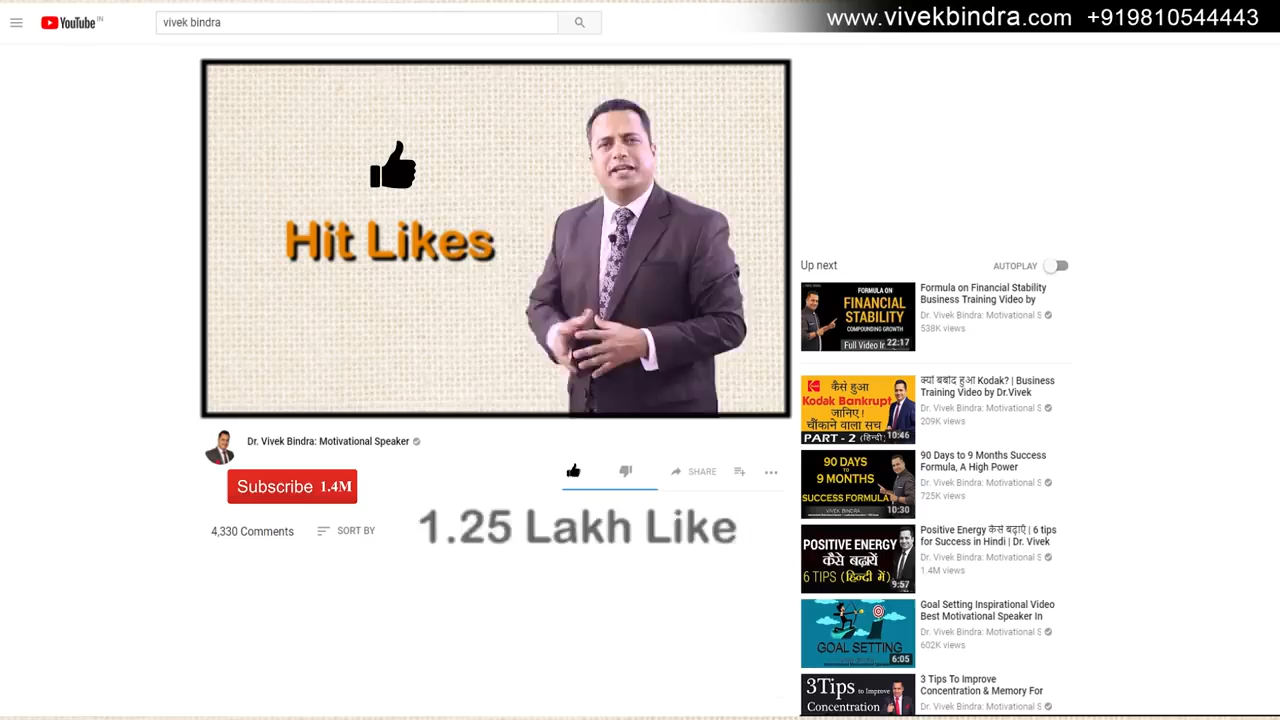 YouTube IN
vivek bindra
www.vivekbindra.com +919810544443
Hit Likes
Dr. Vivek Bindra: Motivational Speaker
Subscribe 1.4M
SHARE
4,330 Comments
SORT BY
1.25 Lakh Like
Up next
AUTOPLAY
FORMULA ON
FINANCIAL
STABILITY
COMPOUNDING GROWTH
Full Video In
22:17
Formula on Financial Stability
Business Training Video by
Dr. Vivek Bindra: Motivational S
538K views
कैसे हुआ
Kodak Bankrupt
जानिए !
चौंकाने वाला सच
PART - 2 (हिन्दी)
10:46
क्यों बर्बाद हुआ Kodak? | Business
Training Video by Dr.Vivek
Dr. Vivek Bindra: Motivational S
209K views
90 DAYS
TO
9 MONTHS
SUCCESS FORMULA
VIVEK BINDRA
10:30
90 Days to 9 Months Success
Formula, A High Power
Dr. Vivek Bindra: Motivational S
725K views
POSITIVE ENERGY
कैसे बढ़ायें
6 TIPS (हिन्दी में)
9:57
Positive Energy कैसे बढ़ाएँ | 6 tips
for Success in Hindi | Dr. Vivek
Dr. Vivek Bindra: Motivational S
1.4M views
GOAL SETTING
6:05
Goal Setting Inspirational Video
Best Motivational Speaker In
Dr. Vivek Bindra: Motivational S
602K views
3Tips to Improve
Concentration
3 Tips To Improve
Concentration & Memory For
Dr. Vivek Bindra: Motivational S